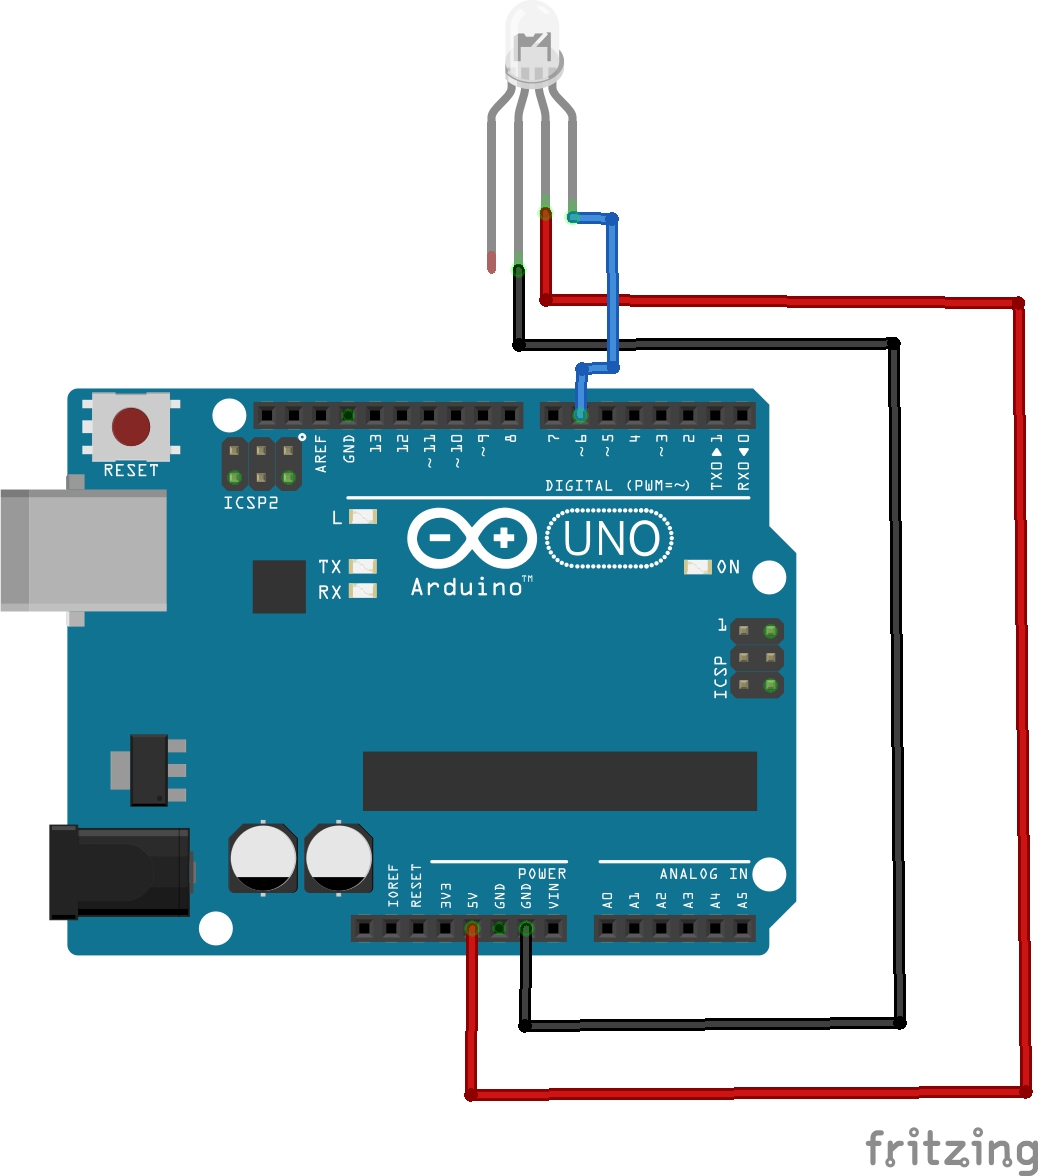 RESET
ICSP2
AREF
GND
13
12
~11
~10
~9
8
7
~6
~5
4
~3
2
TX0▶1
RX0◀0
DIGITAL (PWM=~)
L
TX
RX
Arduino™
UNO
ON
1
ICSP
IOREF
RESET
3V3
5V
GND
GND
VIN
POWER
ANALOG IN
A0
A1
A2
A3
A4
A5
fritzing